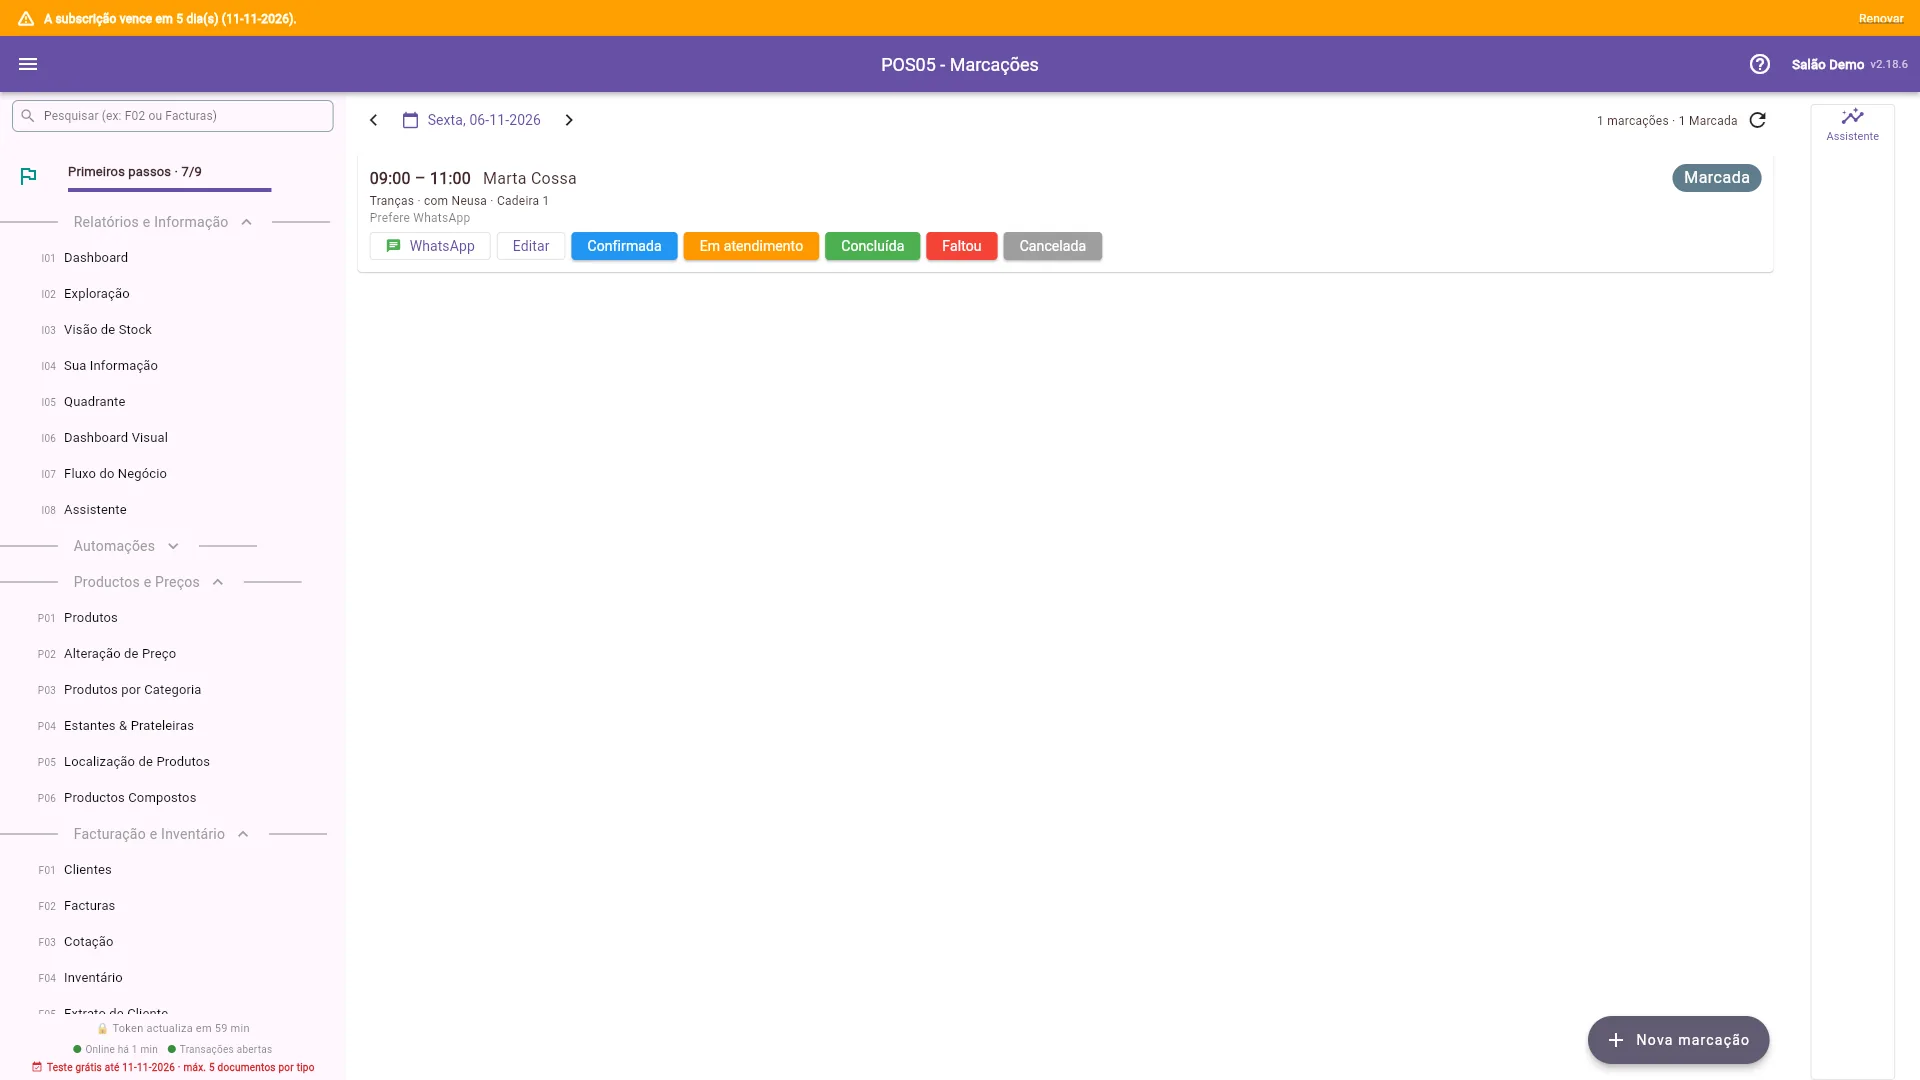 A subscrição vence em 5 dia(s) (11-11-2026).
Renovar
POS05 - Marcações
Salão Demo v2.18.6
Pesquisar (ex: F02 ou Facturas)
Primeiros passos · 7/9
Relatórios e Informação
I01 Dashboard
I02 Exploração
I03 Visão de Stock
I04 Sua Informação
I05 Quadrante
I06 Dashboard Visual
I07 Fluxo do Negócio
I08 Assistente
Automações
Productos e Preços
P01 Produtos
P02 Alteração de Preço
P03 Produtos por Categoria
P04 Estantes & Prateleiras
P05 Localização de Produtos
P06 Productos Compostos
Facturação e Inventário
F01 Clientes
F02 Facturas
F03 Cotação
F04 Inventário
F05 Extrato de Cliente
Token actualiza em 59 min
Online há 1 min Transações abertas
Teste grátis até 11-11-2026 · máx. 5 documentos por tipo
Sexta, 06-11-2026
1 marcações · 1 Marcada
09:00 – 11:00 Marta Cossa
Marcada
Tranças · com Neusa · Cadeira 1
Prefere WhatsApp
WhatsApp Editar Confirmada Em atendimento Concluída Faltou Cancelada
Assistente
Nova marcação